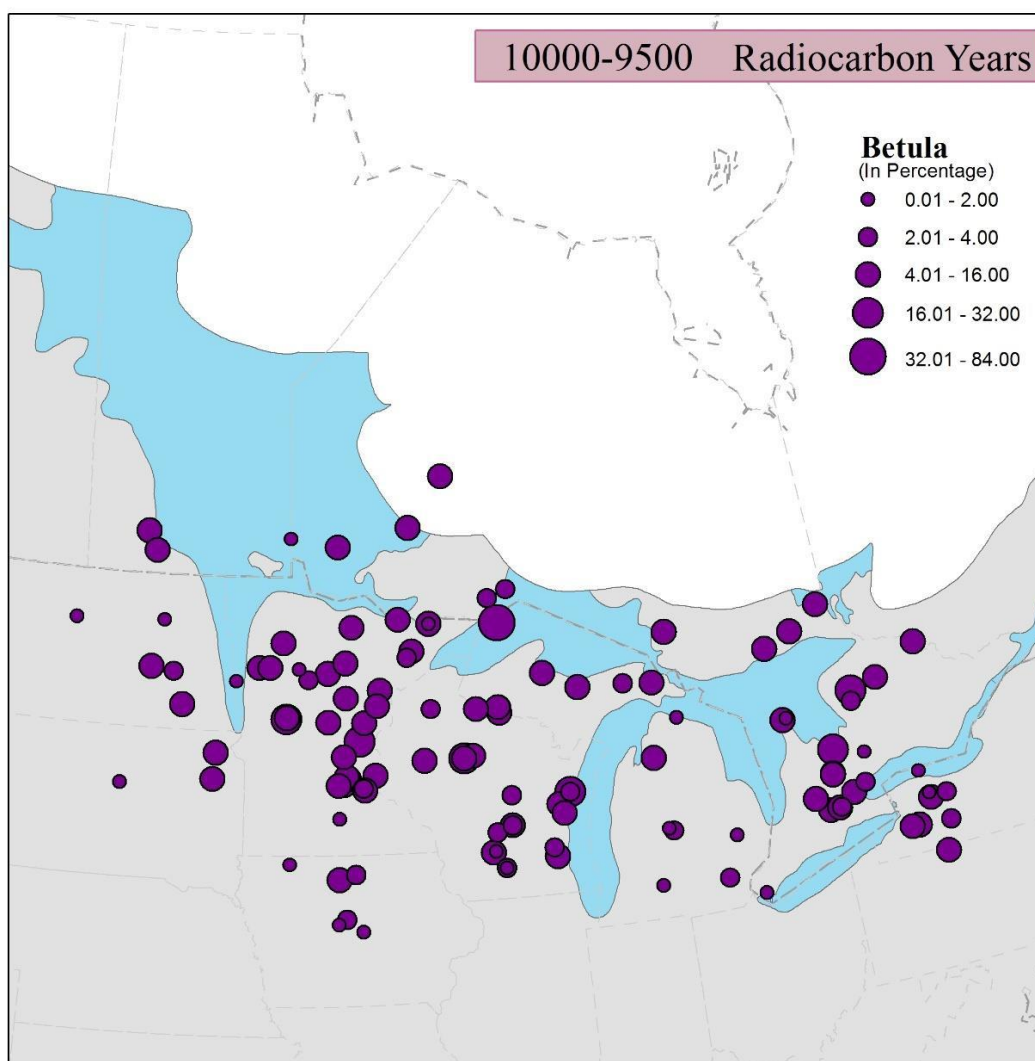 10000-9500 Radiocarbon Years
Betula
(In Percentage)
0.01 - 2.00
2.01 - 4.00
4.01 - 16.00
16.01 - 32.00
32.01 - 84.00